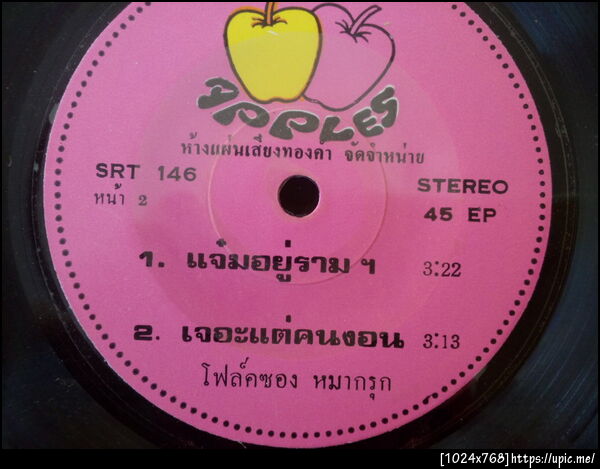 APPLES
ห้างแผ่นเสียงทองคำ จัดจำหน่าย
SRT 146
STEREO
หน้า 2
45 EP
1. แจ๋มอยู่ราม ฯ 3:22
2. เจอะแต่คนงอน 3:13
โฟล์คซอง หมากรุก
[1024x768]https://upic.me/